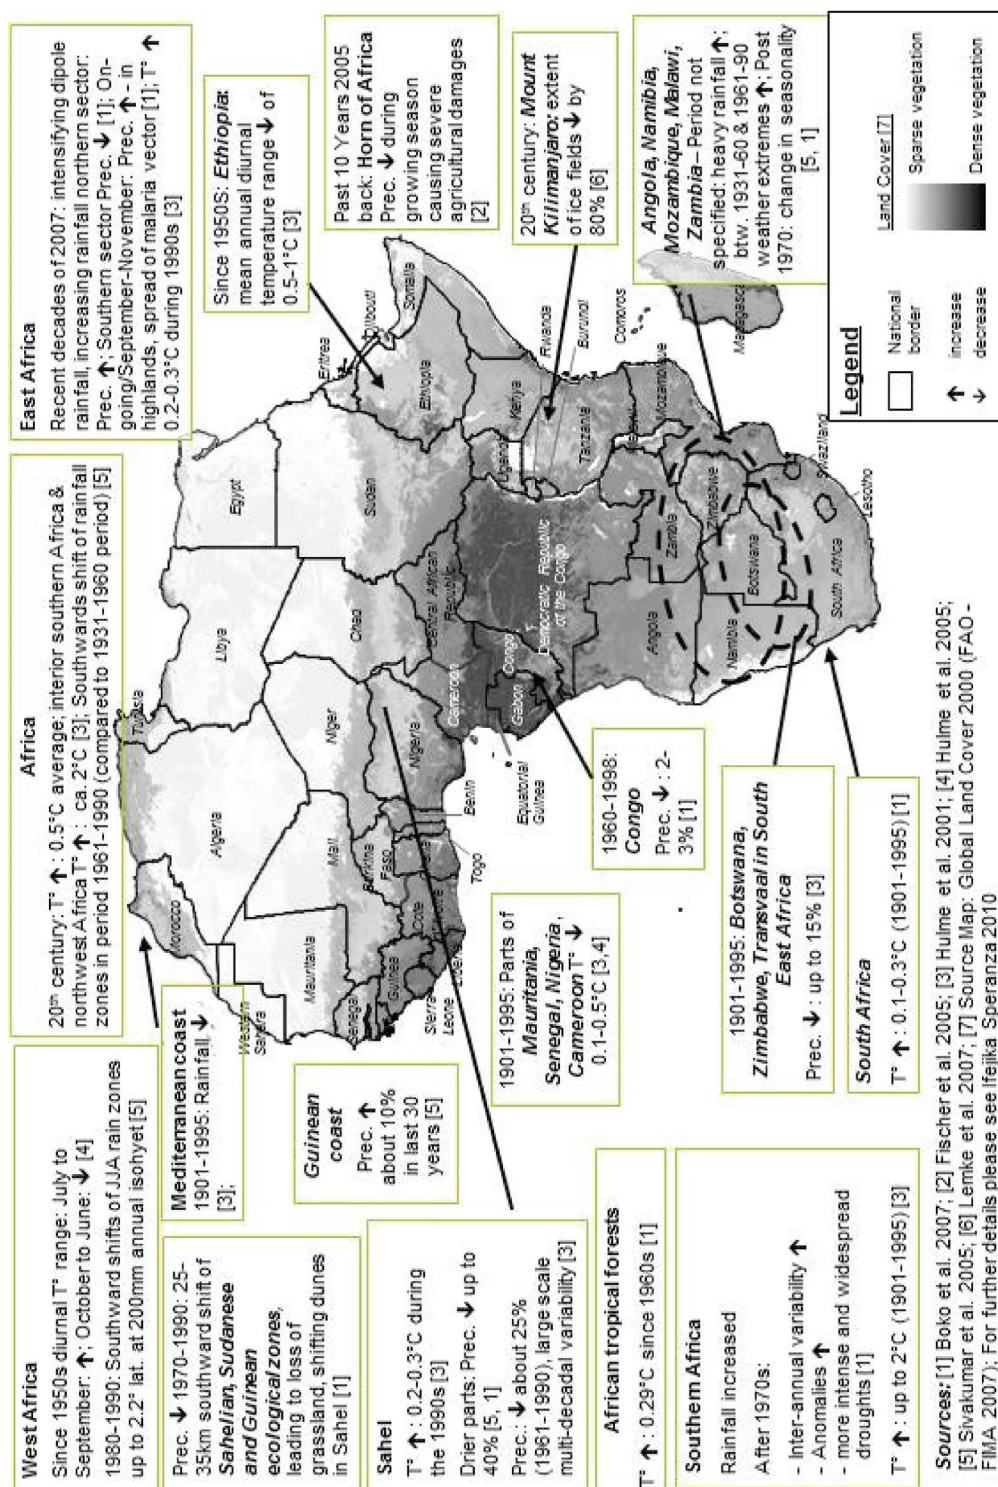 West Africa
Since 1950s diurnal T° range: July to
September: ↑; October to June: ↓ [4]
1980-1990: Southward shifts of JJA rain zones
up to 2.2° lat. at 200mm annual isohyet [5]
Africa
20th century: T° ↑: 0.5°C average; interior southern Africa &
northwest Africa T° ↑: ca. 2°C [3]; Southwards shift of rainfall
zones in period 1961-1990 (compared to 1931-1960 period) [5]
East Africa
Recent decades of 2007: intensifying dipole
rainfall, increasing rainfall northern sector:
Prec. ↑; Southern sector Prec. ↓ [1]; On-
going/September-November: Prec. ↑- in
highlands, spread of malaria vector [1]; T° ↑
0.2-0.3°C during 1990s [3]
Mediterranean coast
1901-1995: Rainfall ↓
[3];
Prec. ↓ 1970-1990: 25-
35km southward shift of
Sahelian, Sudanese
and Guinean
ecological zones,
leading to loss of
grassland, shifting dunes
in Sahel [1]
Guinean
coast
Prec. ↑
about 10%
in last 30
years [5]
Sahel
T° ↑: 0.2-0.3°C during
the 1990s [3]
Drier parts: Prec. ↓ up to
40% [5, 1]
Prec.: ↓ about 25%
(1961-1990), large scale
multi-decadal variability [3]
1901-1995: Parts of
Mauritania,
Senegal, Nigeria,
Cameroon T° ↓
0.1-0.5°C [3,4]
African tropical forests
T° ↑: 0.29°C since 1960s [1]
1960-1998:
Congo
Prec. ↓: 2-
3% [1]
Southern Africa
Rainfall increased
After 1970s:
- Inter-annual variability ↑
- Anomalies ↑
- more intense and widespread
droughts [1]
T° ↑: up to 2°C (1901-1995) [3]
1901-1995: Botswana,
Zimbabwe, Transvaal in South
East Africa
Prec. ↓: up to 15% [3]
South Africa
T° ↑: 0.1-0.3°C (1901-1995) [1]
Since 1950S: Ethiopia:
mean annual diurnal
temperature range ↓ of
0.5-1°C [3]
Past 10 Years 2005
back: Horn of Africa
Prec. ↓ during
growing season
causing severe
agricultural damages
[2]
20th century: Mount
Kilimanjaro: extent
of ice fields ↓ by
80% [6]
Angola, Namibia,
Mozambique, Malawi,
Zambia – Period not
specified: heavy rainfall ↑;
btw. 1931-60 & 1961-90
weather extremes ↑; Post
1970: change in seasonality
[5, 1]
Morocco
Tunisia
Algeria
Libya
Egypt
Western
Sahara
Mauritania
Mali
Niger
Chad
Sudan
Eritrea
Djibouti
Somalia
Ethiopia
Senegal
Guinea
Sierra
Leone
Liberia
Cote
Burkina
Faso
Togo
Benin
Nigeria
Cameroon
Central African
Republic
Equatorial
Guinea
Gabon
Congo
Democratic Republic
of the Congo
Uganda
Kenya
Rwanda
Burundi
Tanzania
Comoros
Angola
Zambia
Mozambique
Zimbabwe
Namibia
Botswana
Swaziland
Lesotho
South Africa
Legend
National
border
↑ increase
↓ decrease
Land Cover [7]
Sparse vegetation
Dense vegetation
Sources: [1] Boko et al. 2007; [2] Fischer et al. 2005; [3] Hulme et al. 2001; [4] Hulme et al. 2005;
[5] Sivakumar et al. 2005; [6] Lemke et al. 2007; [7] Source Map: Global Land Cover 2000 (FAO -
FIMA 2007); For further details please see Ifejika Speranza 2010